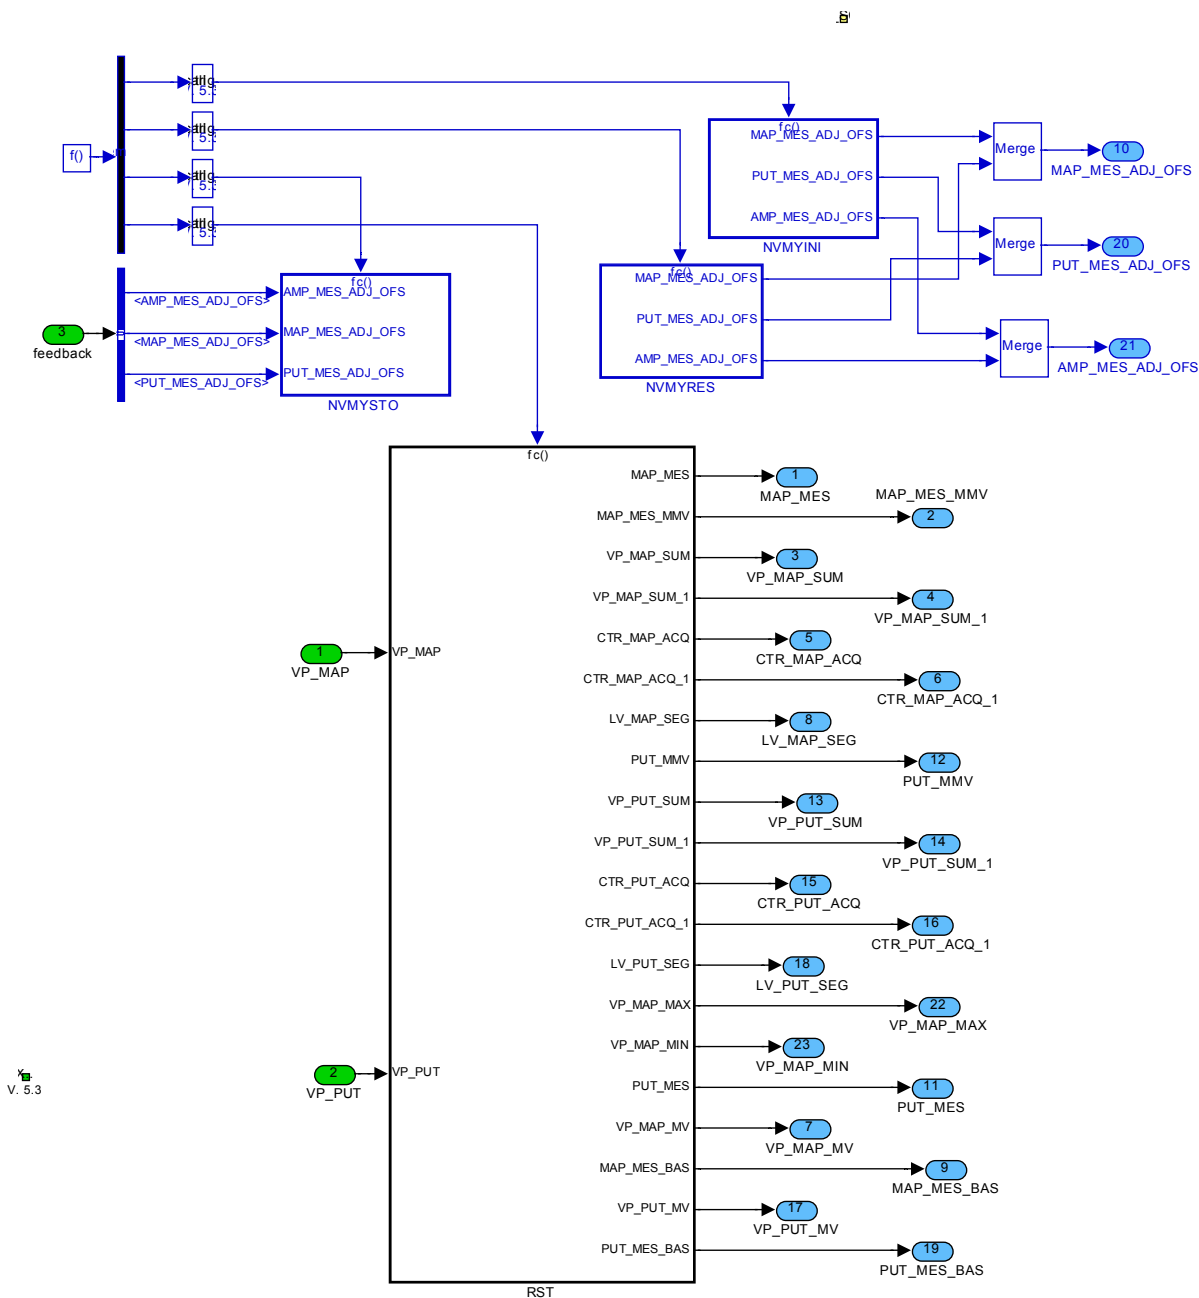 f()
fc()
MAP_MES_ADJ_OFS
PUT_MES_ADJ_OFS
AMP_MES_ADJ_OFS
NVMYINI
Merge
10
MAP_MES_ADJ_OFS
Merge
20
PUT_MES_ADJ_OFS
Merge
21
AMP_MES_ADJ_OFS
fc()
MAP_MES_ADJ_OFS
PUT_MES_ADJ_OFS
AMP_MES_ADJ_OFS
NVMYRES
3
feedback
<AMP_MES_ADJ_OFS>
<MAP_MES_ADJ_OFS>
<PUT_MES_ADJ_OFS>
fc()
AMP_MES_ADJ_OFS
MAP_MES_ADJ_OFS
PUT_MES_ADJ_OFS
NVMYSTO
fc()
1
VP_MAP
VP_MAP
2
VP_PUT
VP_PUT
MAP_MES
1
MAP_MES
MAP_MES_MMV
MAP_MES_MMV
2
VP_MAP_SUM
3
VP_MAP_SUM
VP_MAP_SUM_1
4
VP_MAP_SUM_1
CTR_MAP_ACQ
5
CTR_MAP_ACQ
CTR_MAP_ACQ_1
6
CTR_MAP_ACQ_1
LV_MAP_SEG
8
LV_MAP_SEG
PUT_MMV
12
PUT_MMV
VP_PUT_SUM
13
VP_PUT_SUM
VP_PUT_SUM_1
14
VP_PUT_SUM_1
CTR_PUT_ACQ
15
CTR_PUT_ACQ
CTR_PUT_ACQ_1
16
CTR_PUT_ACQ_1
LV_PUT_SEG
18
LV_PUT_SEG
VP_MAP_MAX
22
VP_MAP_MAX
VP_MAP_MIN
23
VP_MAP_MIN
PUT_MES
11
PUT_MES
VP_MAP_MV
7
VP_MAP_MV
MAP_MES_BAS
9
MAP_MES_BAS
VP_PUT_MV
17
VP_PUT_MV
PUT_MES_BAS
19
PUT_MES_BAS
RST
V. 5.3